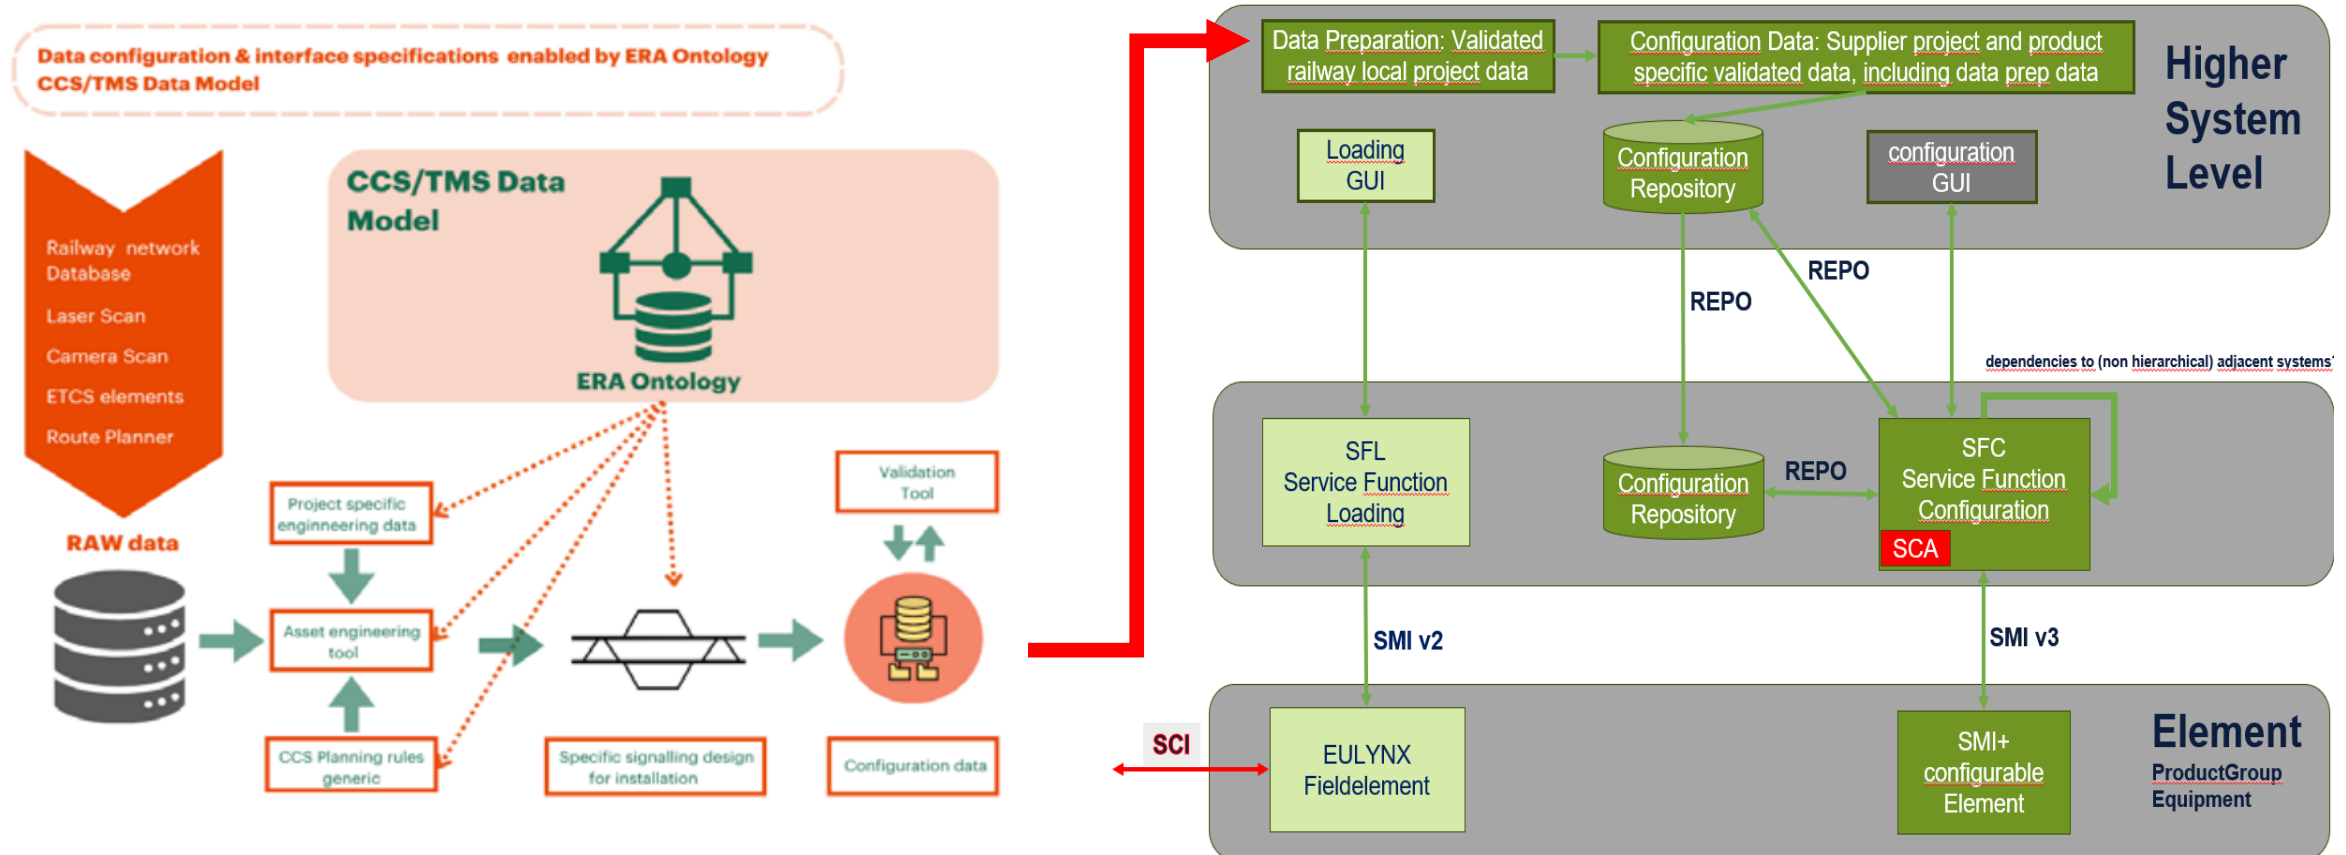 Data configuration & interface specifications enabled by ERA Ontology
CCS/TMS Data Model
Railway network
Database
Laser Scan
Camera Scan
ETCS elements
Route Planner
RAW data
CCS/TMS Data
Model
ERA Ontology
Project specific
enginneering data
Asset engineering
tool
CCS Planning rules
generic
Specific signalling design
for installation
Validation
Tool
Configuration data
Data Preparation: Validated
railway local project data
Configuration Data: Supplier project and product
specific validated data, including data prep data
Higher
System
Level
Loading
GUI
Configuration
Repository
configuration
GUI
REPO
REPO
dependencies to (non hierarchical) adjacent systems?
SFL
Service Function
Loading
Configuration
Repository
REPO
SFC
Service Function
Configuration
SCA
SMI v2
SMI v3
SCI
EULYNX
Fieldelement
SMI+
configurable
Element
Element
ProductGroup
Equipment